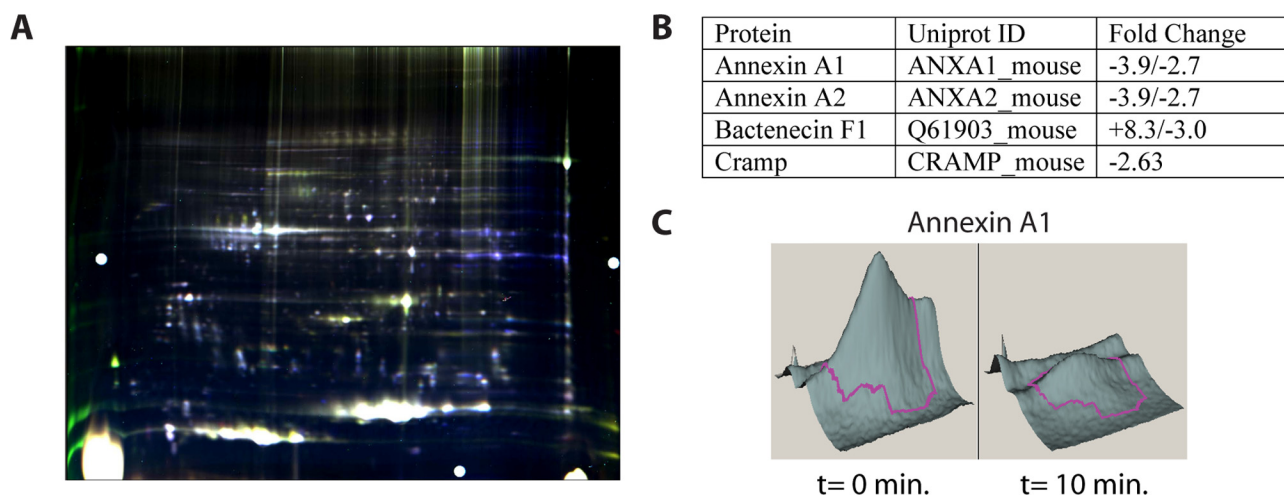 A
B
Protein Uniprot ID Fold Change
Annexin A1 ANXA1_mouse -3.9/-2.7
Annexin A2 ANXA2_mouse -3.9/-2.7
Bactenecin F1 Q61903_mouse +8.3/-3.0
Cramp CRAMP_mouse -2.63
C
Annexin A1
t= 0 min. t= 10 min.